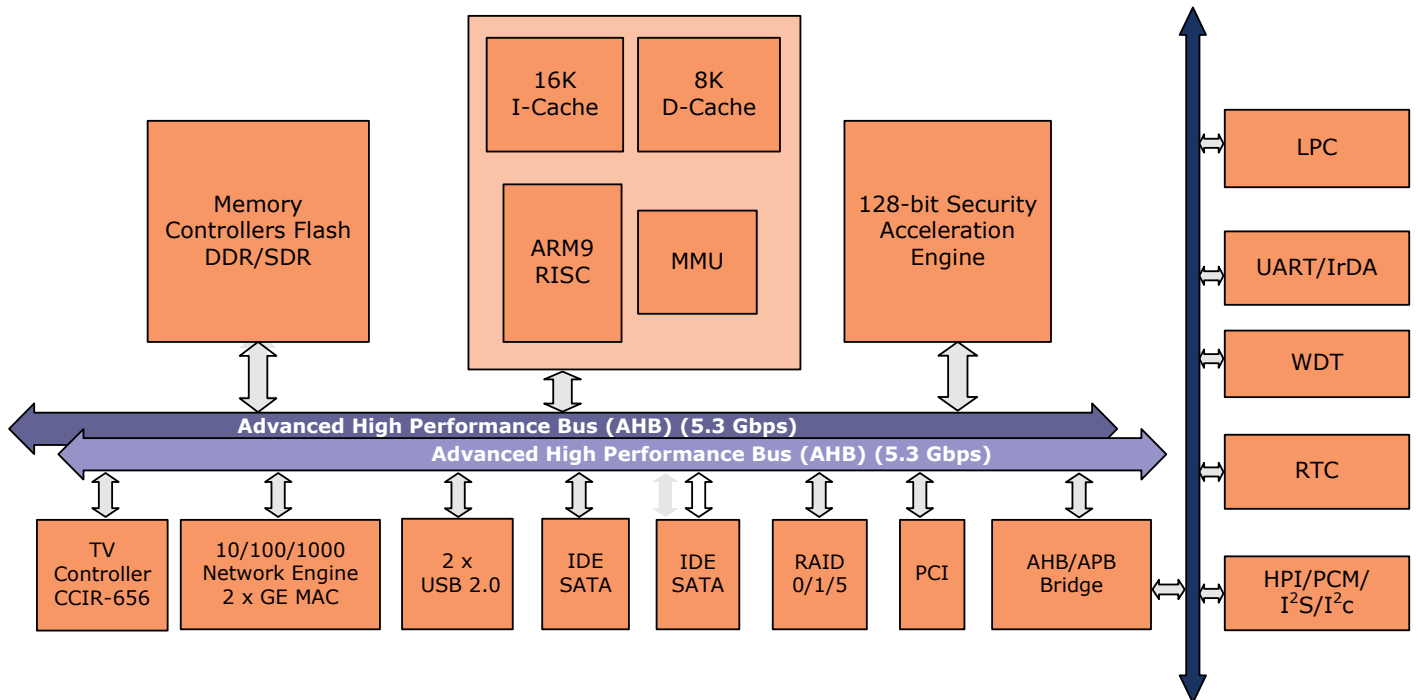 16K
I-Cache
8K
D-Cache
Memory
Controllers Flash
DDR/SDR
ARM9
RISC
MMU
128-bit Security
Acceleration
Engine
LPC
UART/IrDA
WDT
RTC
HPI/PCM/
I²S/I²c
Advanced High Performance Bus (AHB) (5.3 Gbps)
Advanced High Performance Bus (AHB) (5.3 Gbps)
TV
Controller
CCIR-656
10/100/1000
Network Engine
2 x GE MAC
2 x
USB 2.0
IDE
SATA
IDE
SATA
RAID
0/1/5
PCI
AHB/APB
Bridge